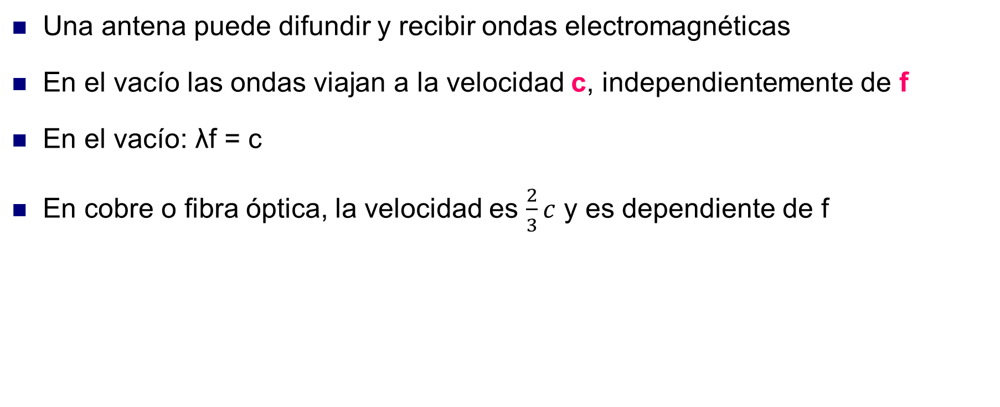 Una antena puede difundir y recibir ondas electromagnéticas
En el vacío las ondas viajan a la velocidad c, independientemente de f
En el vacío: λf = c
En cobre o fibra óptica, la velocidad es 2/3 c y es dependiente de f